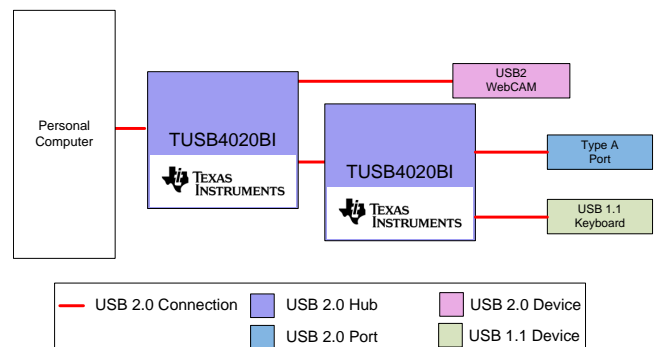 USB2
WebCAM
Personal
Computer
TUSB4020BI
TEXAS
INSTRUMENTS
TUSB4020BI
TEXAS
INSTRUMENTS
Type A
Port
USB 1.1
Keyboard
USB 2.0 Connection
USB 2.0 Hub
USB 2.0 Device
USB 2.0 Port
USB 1.1 Device